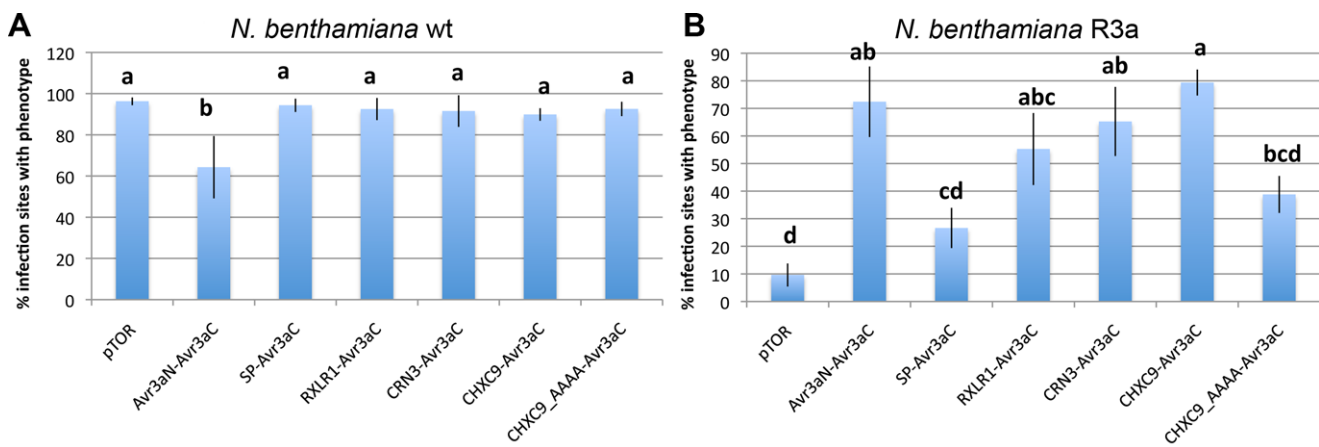 A
N. benthamiana wt
% infection sites with phenotype
120
100
80
60
40
20
0
a
b
a
a
a
a
a
pTOR
Avr3aN-Avr3aC
SP-Avr3aC
RXLR1-Avr3aC
CRN3-Avr3aC
CHXC9-Avr3aC
CHXC9_AAAA-Avr3aC
B
N. benthamiana R3a
% infection sites with phenotype
90
80
70
60
50
40
30
20
10
0
d
ab
cd
abc
ab
a
bcd
pTOR
Avr3aN-Avr3aC
SP-Avr3aC
RXLR1-Avr3aC
CRN3-Avr3aC
CHXC9-Avr3aC
CHXC9_AAAA-Avr3aC